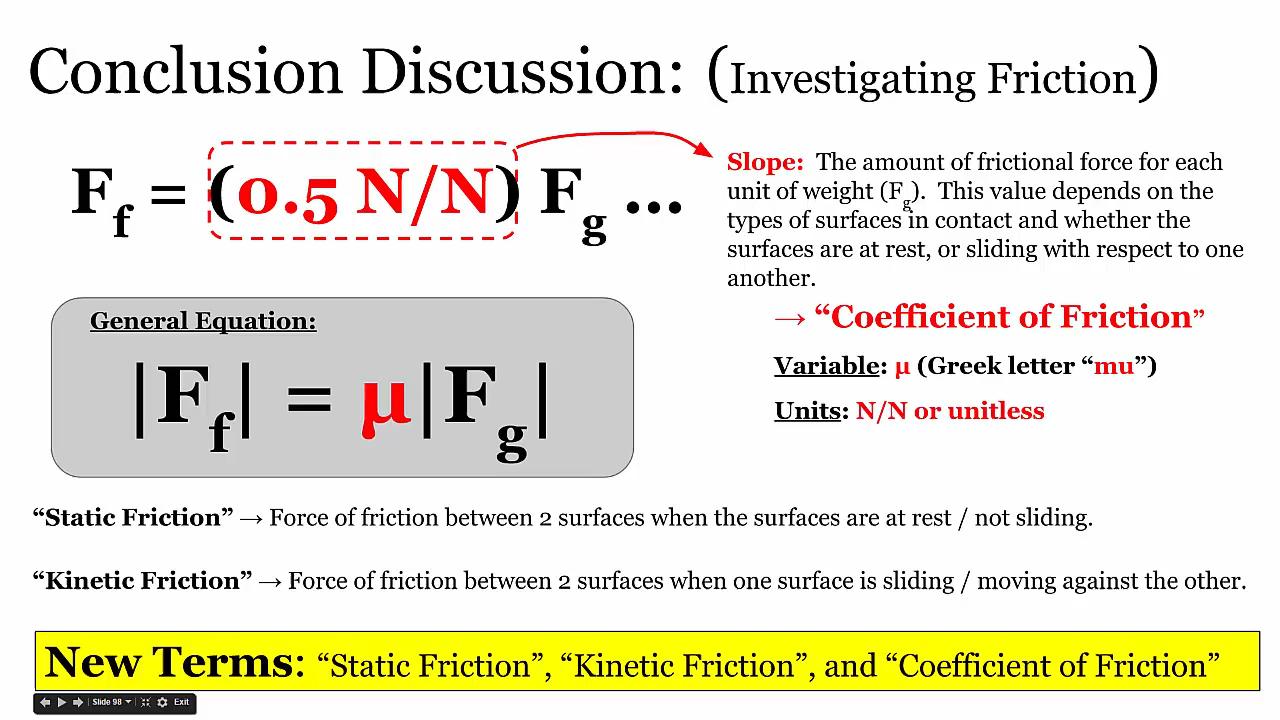 Conclusion Discussion: (Investigating Friction)
Ff = (0.5 N/N) Fg ...
Slope: The amount of frictional force for each
unit of weight (Fg). This value depends on the
types of surfaces in contact and whether the
surfaces are at rest, or sliding with respect to one
another.
→ “Coefficient of Friction”
Variable: μ (Greek letter “mu”)
Units: N/N or unitless
General Equation:
|Ff| = μ|Fg|
“Static Friction” → Force of friction between 2 surfaces when the surfaces are at rest / not sliding.
“Kinetic Friction” → Force of friction between 2 surfaces when one surface is sliding / moving against the other.
New Terms: “Static Friction”, “Kinetic Friction”, and “Coefficient of Friction”
Slide 98 Exit